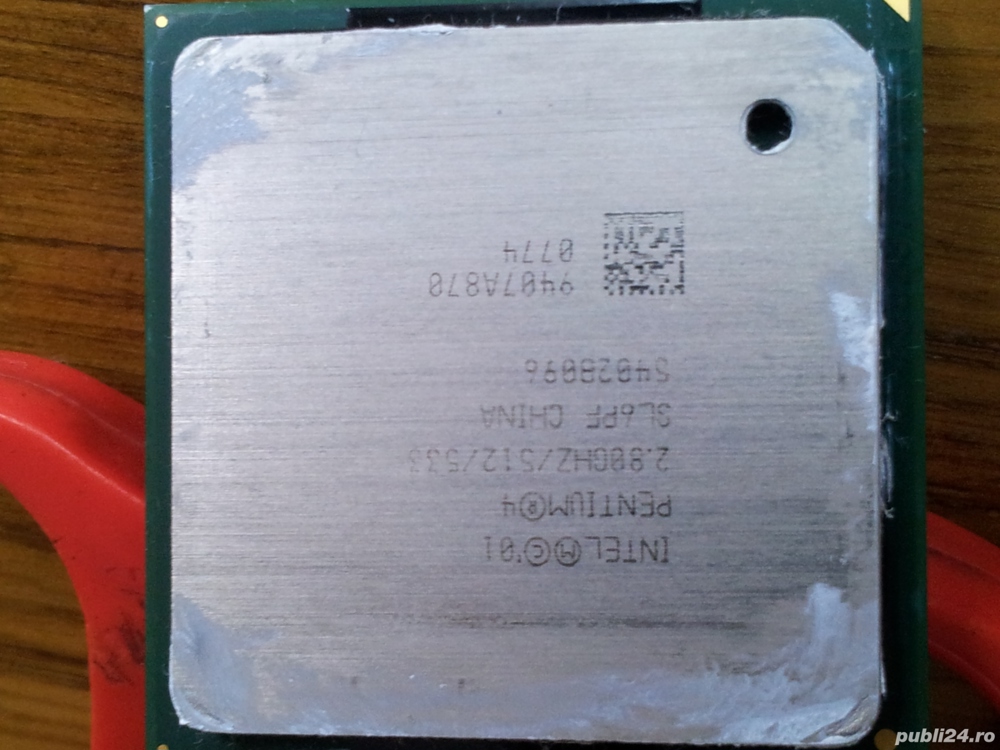 INTEL Ⓜ©'01
PENTIUM®4
2.80GHZ/512/533
SL6PF CHINA
5402B096
9407A870
0774
publi24.ro